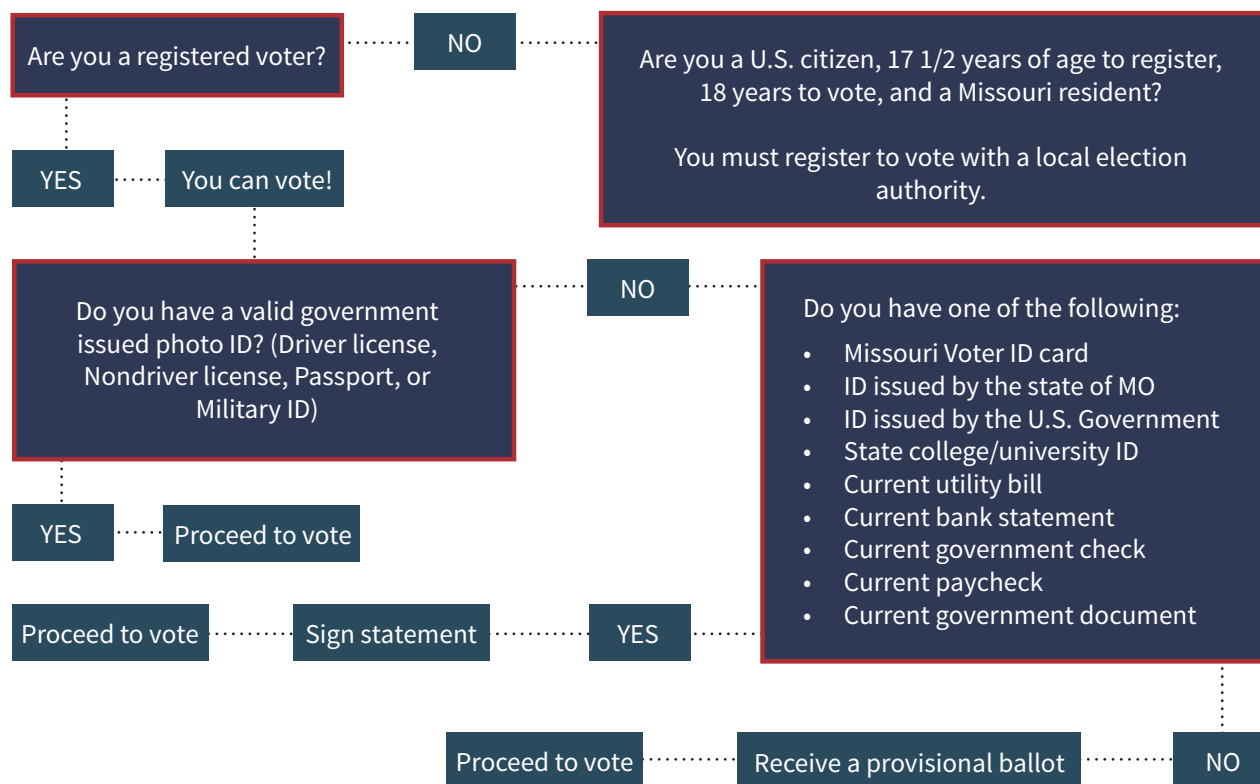 Are you a registered voter?
NO
Are you a U.S. citizen, 17 1/2 years of age to register,
18 years to vote, and a Missouri resident?
You must register to vote with a local election
authority.
YES
You can vote!
Do you have a valid government
issued photo ID? (Driver license,
Nondriver license, Passport, or
Military ID)
NO
Do you have one of the following:
• Missouri Voter ID card
• ID issued by the state of MO
• ID issued by the U.S. Government
• State college/university ID
• Current utility bill
• Current bank statement
• Current government check
• Current paycheck
• Current government document
YES
Proceed to vote
Proceed to vote
Sign statement
YES
Proceed to vote
Receive a provisional ballot
NO